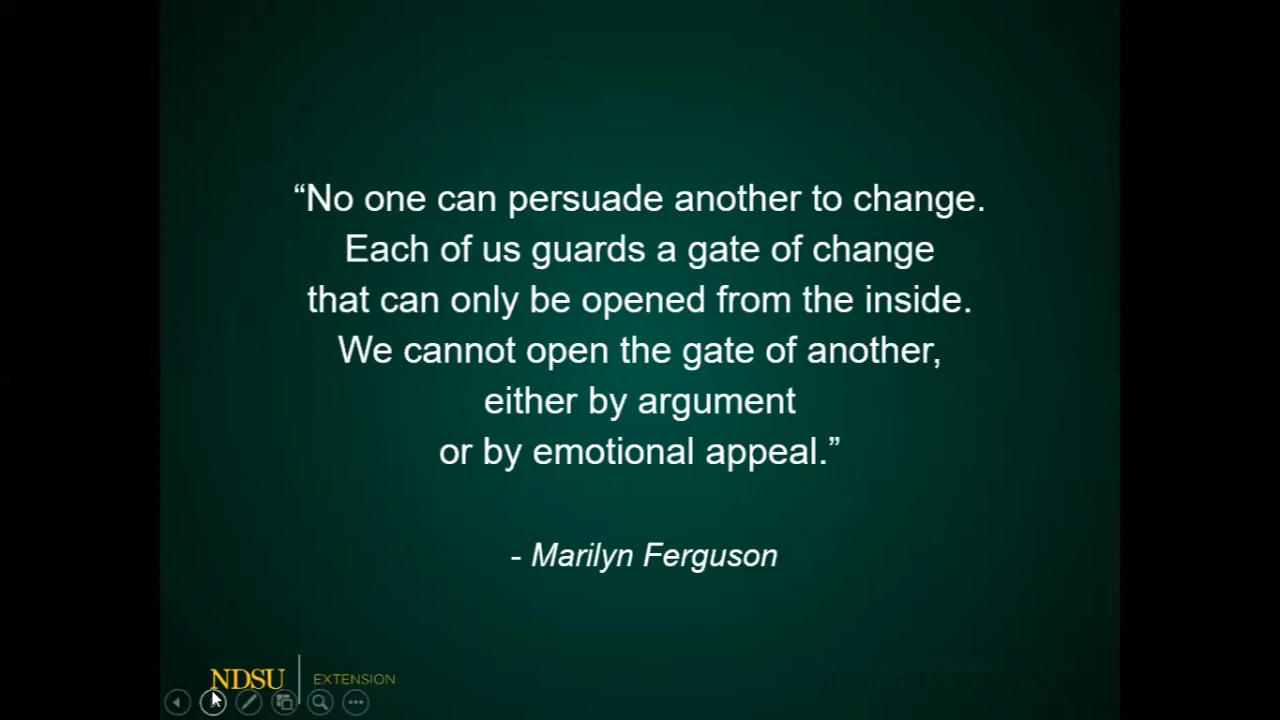 “No one can persuade another to change.
Each of us guards a gate of change
that can only be opened from the inside.
We cannot open the gate of another,
either by argument
or by emotional appeal.”
- Marilyn Ferguson
NDSU EXTENSION